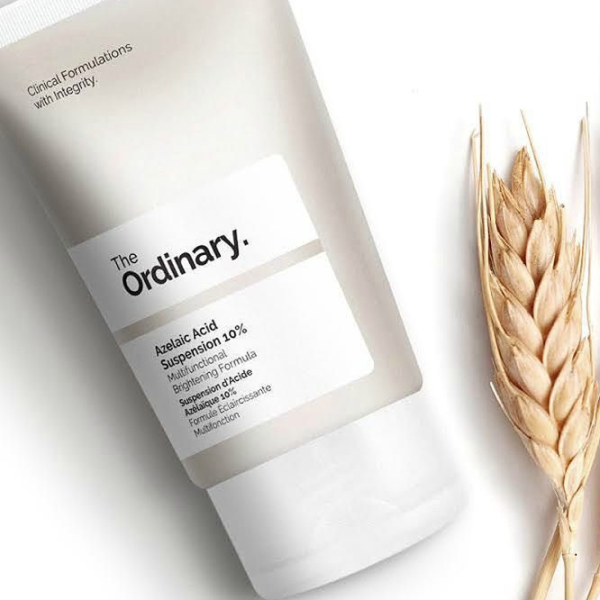 Clinical Formulations
with Integrity.
The
Ordinary.
Azelaic Acid
Suspension 10%
Multifunctional
Brightening Formula
Suspension d'Acide
Azélaïque 10%
Formule Eclaircissante
Multifonction